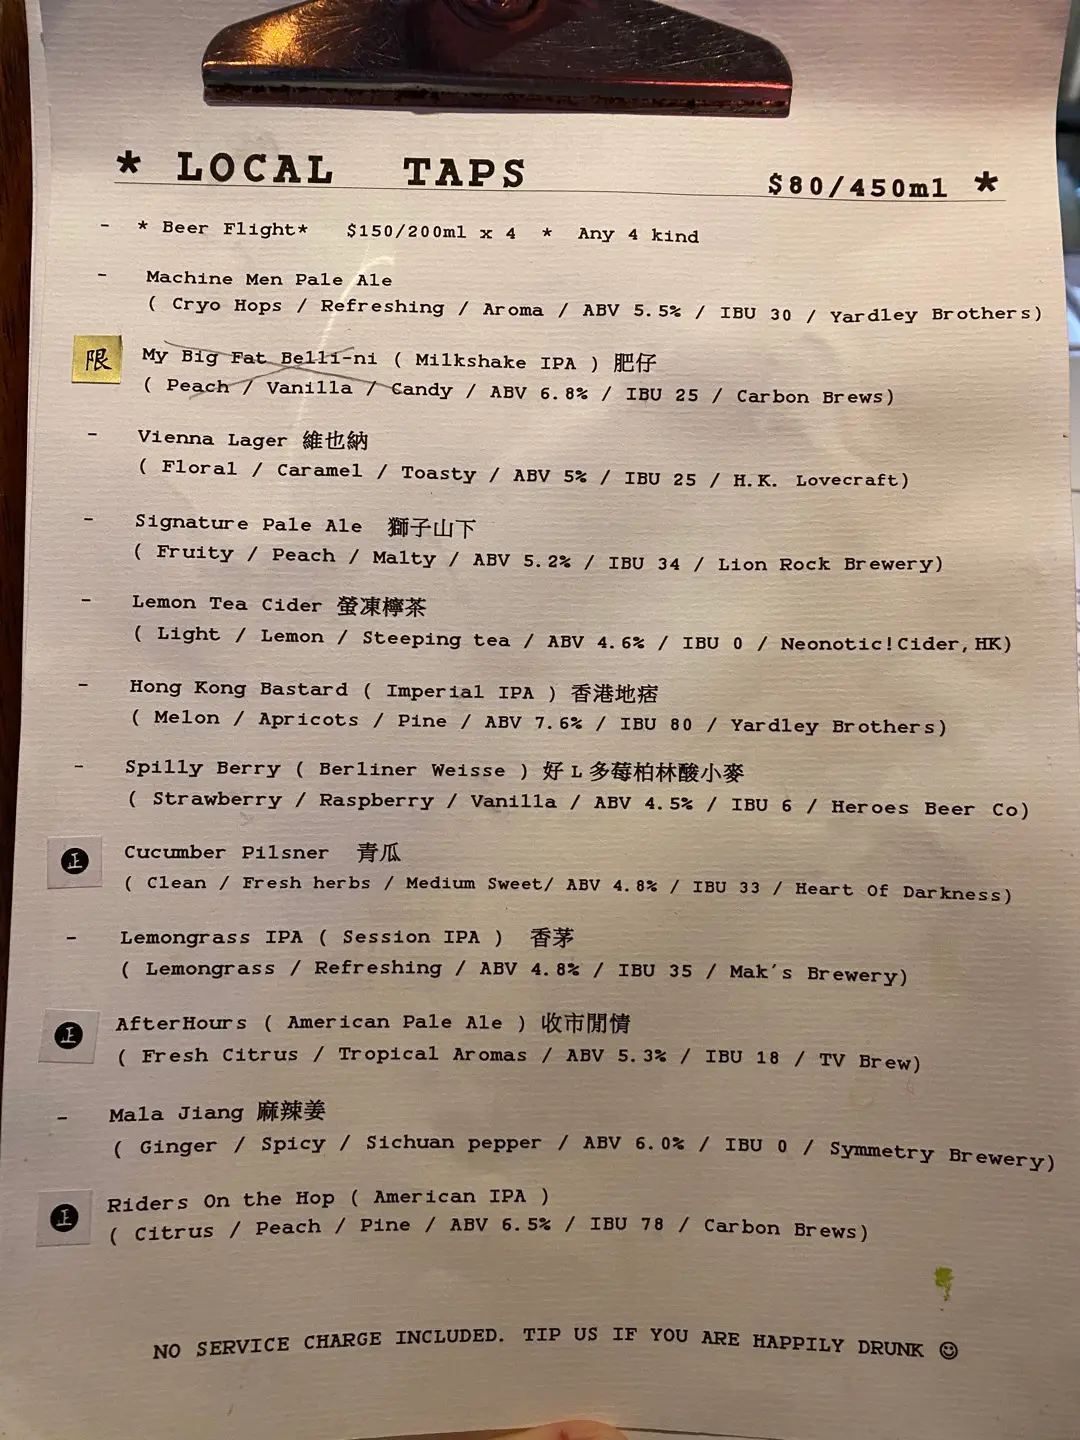 * LOCAL TAPS $80/450ml *
- * Beer Flight* $150/200ml x 4 * Any 4 kind
- Machine Men Pale Ale
( Cryo Hops / Refreshing / Aroma / ABV 5.5% / IBU 30 / Yardley Brothers)
限 My Big Fat Belli-ni ( Milkshake IPA ) 肥仔
( Peach / Vanilla / Candy / ABV 6.8% / IBU 25 / Carbon Brews)
- Vienna Lager 維也納
( Floral / Caramel / Toasty / ABV 5% / IBU 25 / H.K. Lovecraft)
- Signature Pale Ale 獅子山下
( Fruity / Peach / Malty / ABV 5.2% / IBU 34 / Lion Rock Brewery)
- Lemon Tea Cider 螢凍檸茶
( Light / Lemon / Steeping tea / ABV 4.6% / IBU 0 / Neonotic!Cider,HK)
- Hong Kong Bastard ( Imperial IPA ) 香港地痞
( Melon / Apricots / Pine / ABV 7.6% / IBU 80 / Yardley Brothers)
- Spilly Berry ( Berliner Weisse ) 好L多莓柏林酸小麥
( Strawberry / Raspberry / Vanilla / ABV 4.5% / IBU 6 / Heroes Beer Co)
正 Cucumber Pilsner 青瓜
( Clean / Fresh herbs / Medium Sweet/ ABV 4.8% / IBU 33 / Heart Of Darkness)
- Lemongrass IPA ( Session IPA ) 香茅
( Lemongrass / Refreshing / ABV 4.8% / IBU 35 / Mak's Brewery)
正 AfterHours ( American Pale Ale ) 收市閒情
( Fresh Citrus / Tropical Aromas / ABV 5.3% / IBU 18 / TV Brew)
- Mala Jiang 麻辣姜
( Ginger / Spicy / Sichuan pepper / ABV 6.0% / IBU 0 / Symmetry Brewery)
正 Riders On the Hop ( American IPA )
( Citrus / Peach / Pine / ABV 6.5% / IBU 78 / Carbon Brews)
NO SERVICE CHARGE INCLUDED. TIP US IF YOU ARE HAPPILY DRUNK ☺